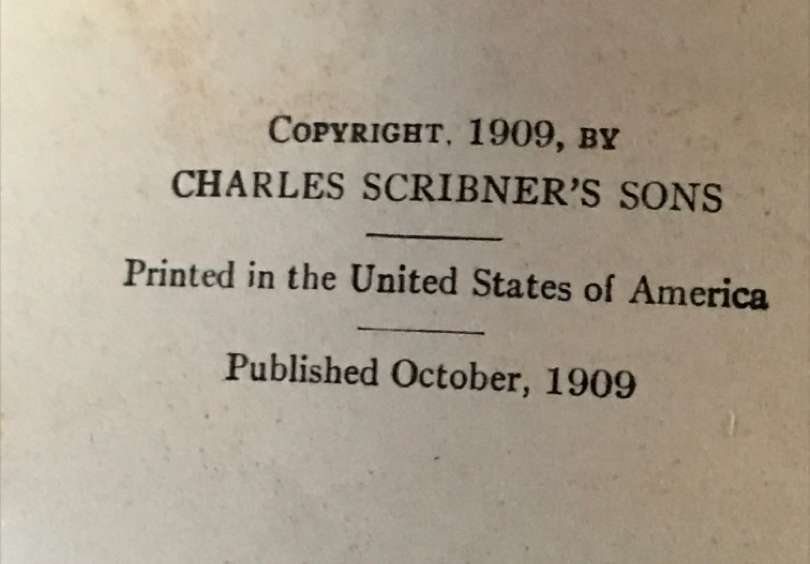 COPYRIGHT, 1909, BY
CHARLES SCRIBNER'S SONS
Printed in the United States of America
Published October, 1909